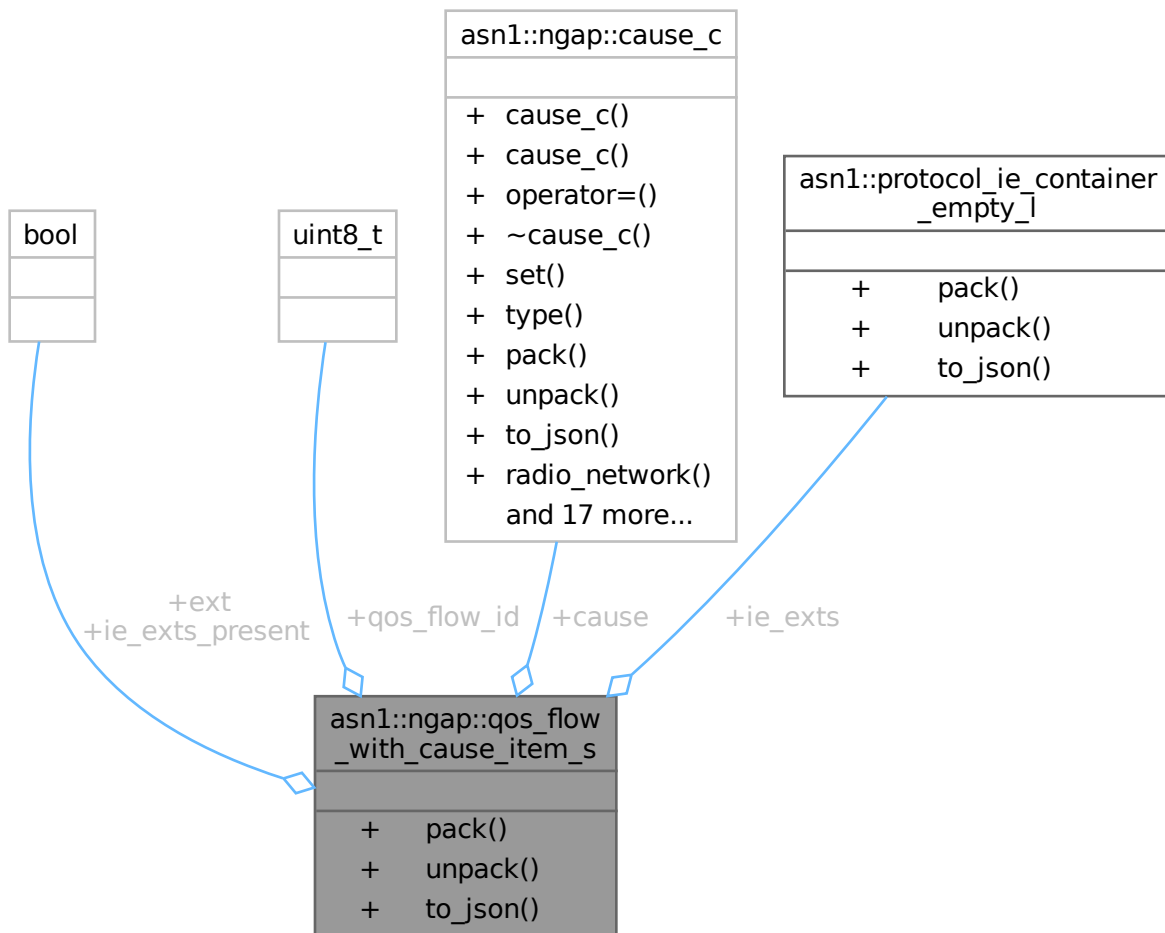 asn1::ngap::cause_c
+ cause_c()
+ cause_c()
+ operator=()
+ ~cause_c()
+ set()
+ type()
+ pack()
+ unpack()
+ to_json()
+ radio_network()
and 17 more...
asn1::protocol_ie_container
_empty_l
+ pack()
+ unpack()
+ to_json()
bool
uint8_t
+ext
+ie_exts_present
+qos_flow_id
+cause
+ie_exts
asn1::ngap::qos_flow
_with_cause_item_s
+ pack()
+ unpack()
+ to_json()